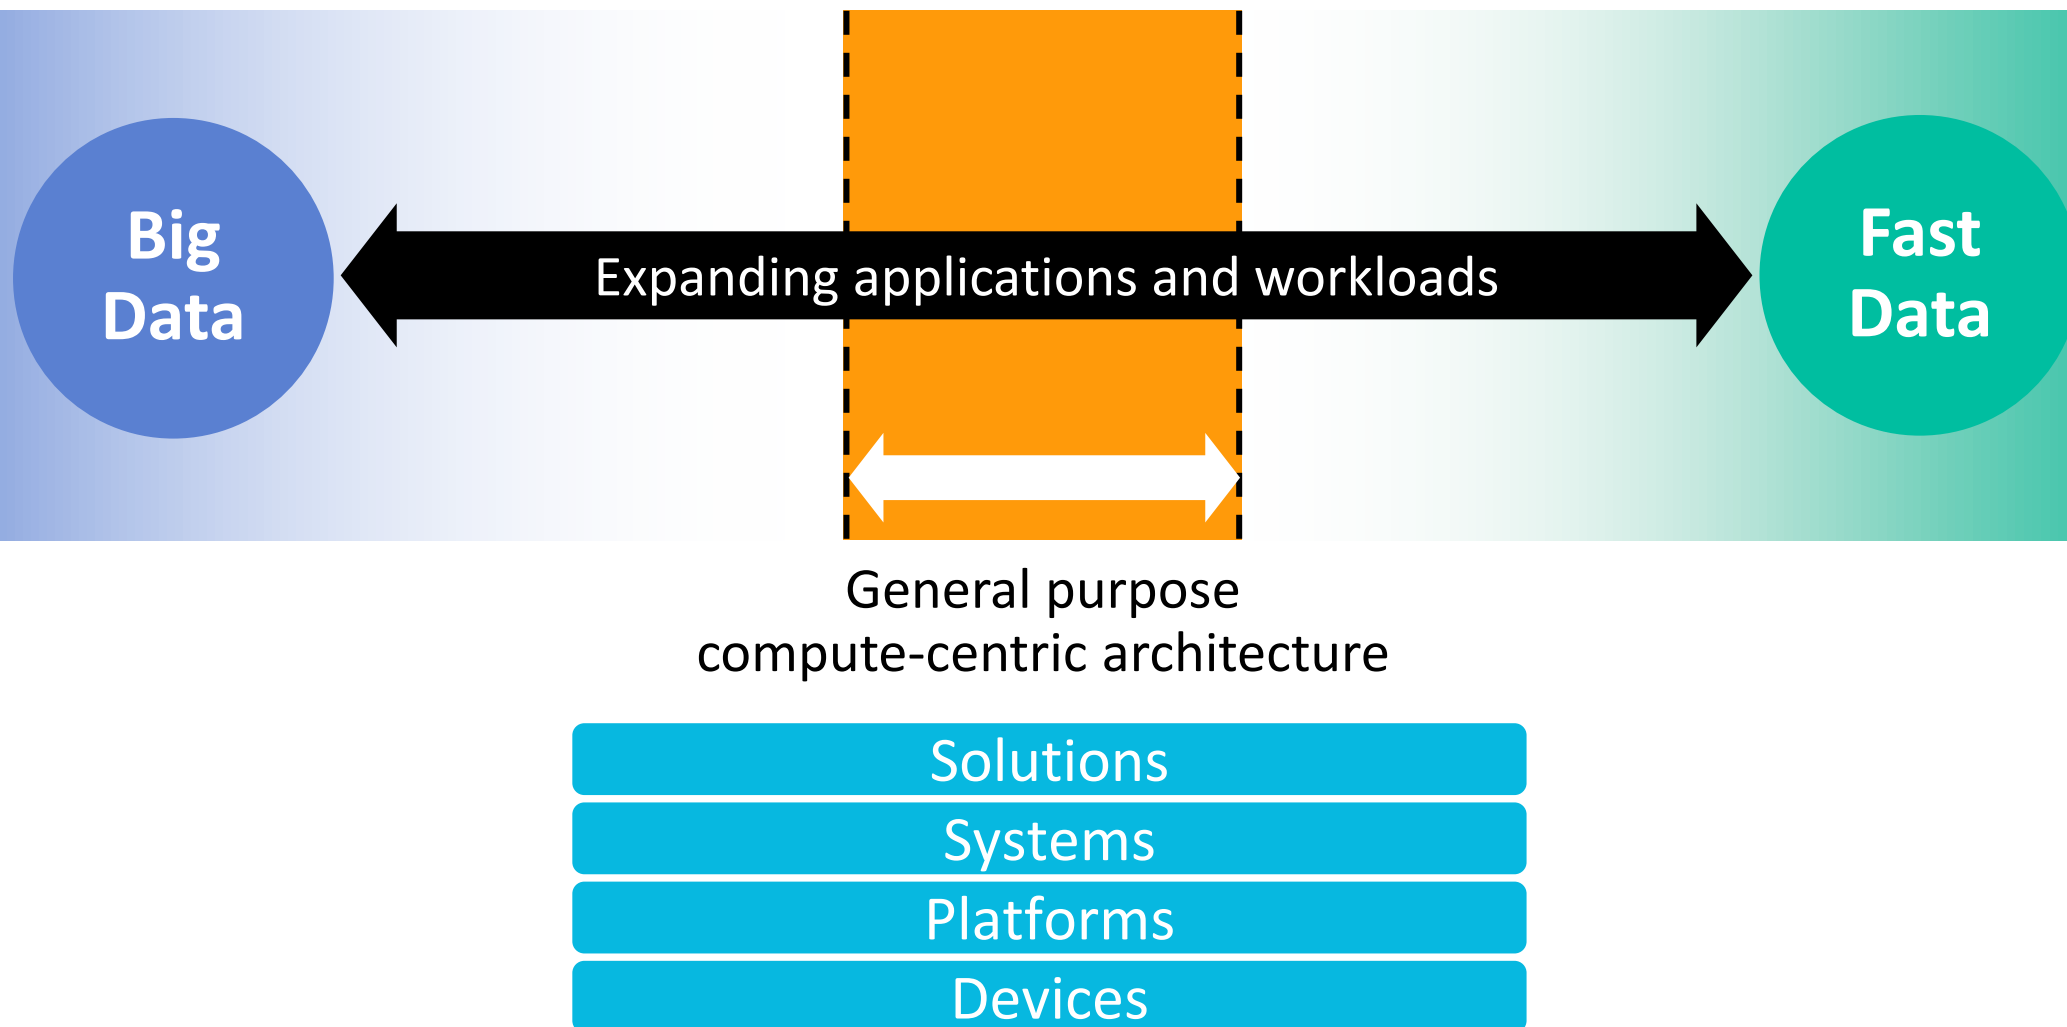 Big
Data
Expanding applications and workloads
Fast
Data
General purpose
compute-centric architecture
Solutions
Systems
Platforms
Devices